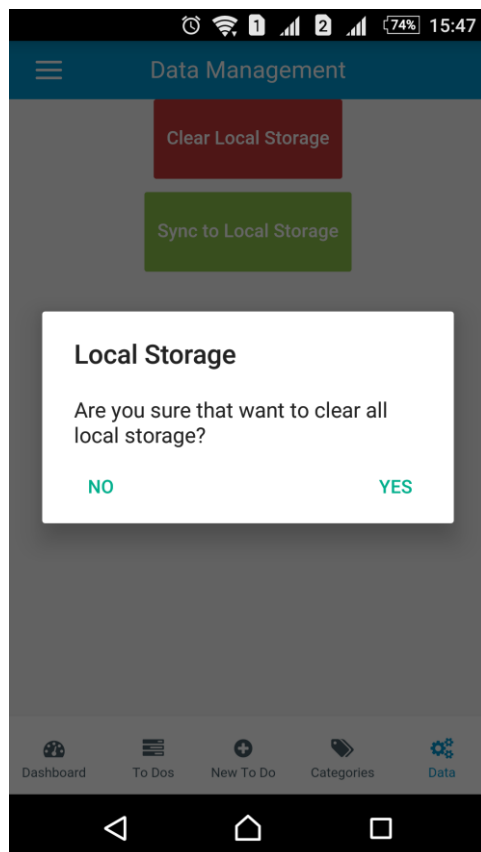 1 2 74% 15:47
Data Management
Clear Local Storage
Sync to Local Storage
Local Storage
Are you sure that want to clear all
local storage?
NO YES
Dashboard To Dos New To Do Categories Data